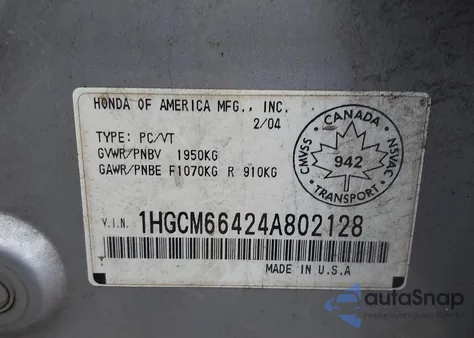 HONDA OF AMERICA MFG., INC.
2/04
TYPE: PC/VT
GVWR/PNBV 1950KG
GAWR/PNBE F1070KG R 910KG
CANADA
CMVSS
NSVAC
942
TRANSPORT
V.I.N. 1HGCM66424A802128
MADE IN U.S.A
autoSnap